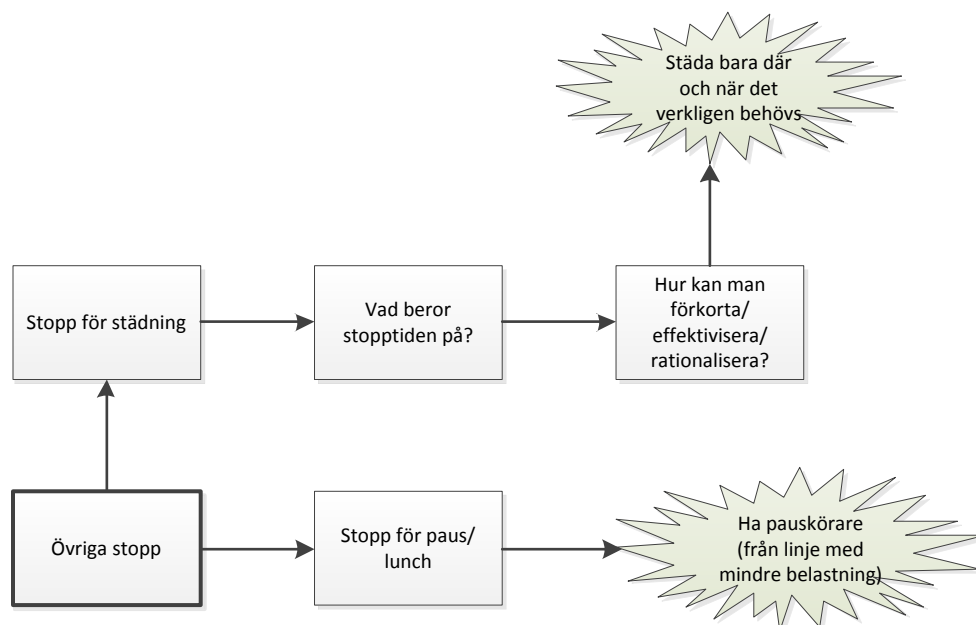 Städa bara där
och när det
verkligen behövs
Stopp för städning
Vad beror
stopptiden på?
Hur kan man
förkorta/
effektivisera/
rationalisera?
Övriga stopp
Stopp för paus/
lunch
Ha pauskörare
(från linje med
mindre belastning)